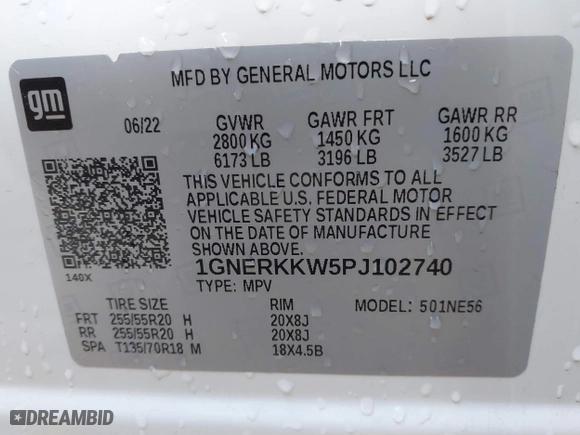 MFD BY GENERAL MOTORS LLC
gm
06/22 GVWR GAWR FRT GAWR RR
2800 KG 1450 KG 1600 KG
6173 LB 3196 LB 3527 LB
THIS VEHICLE CONFORMS TO ALL
APPLICABLE U.S. FEDERAL MOTOR
VEHICLE SAFETY STANDARDS IN EFFECT
ON THE DATE OF MANUFACTURE
SHOWN ABOVE.
1GNERKKW5PJ102740
140X
TYPE: MPV MODEL: 501NE56
TIRE SIZE RIM
FRT 255/55R20 H 20X8J
RR 255/55R20 H 20X8J
SPA T135/70R18 M 18X4.5B
DREAMBID